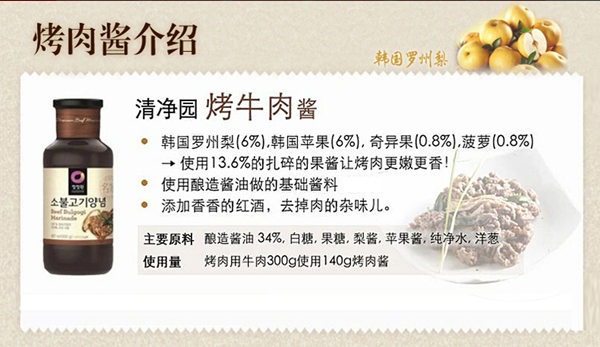 烤肉酱介绍
韩国罗州梨
清净园 烤牛肉酱
• 韩国罗州梨(6%),韩国苹果(6%), 奇异果(0.8%),菠萝(0.8%)
→ 使用13.6%的扎碎的果酱让烤肉更嫩更香!
• 使用酿造酱油做的基础酱料
• 添加香香的红酒，去掉肉的杂味儿。
主要原料 酿造酱油 34%, 白糖, 果糖, 梨酱, 苹果酱, 纯净水, 洋葱
使用量 烤肉用牛肉300g使用140g烤肉酱
청정원
소불고기양념
Beef Bulgogi
Marinade